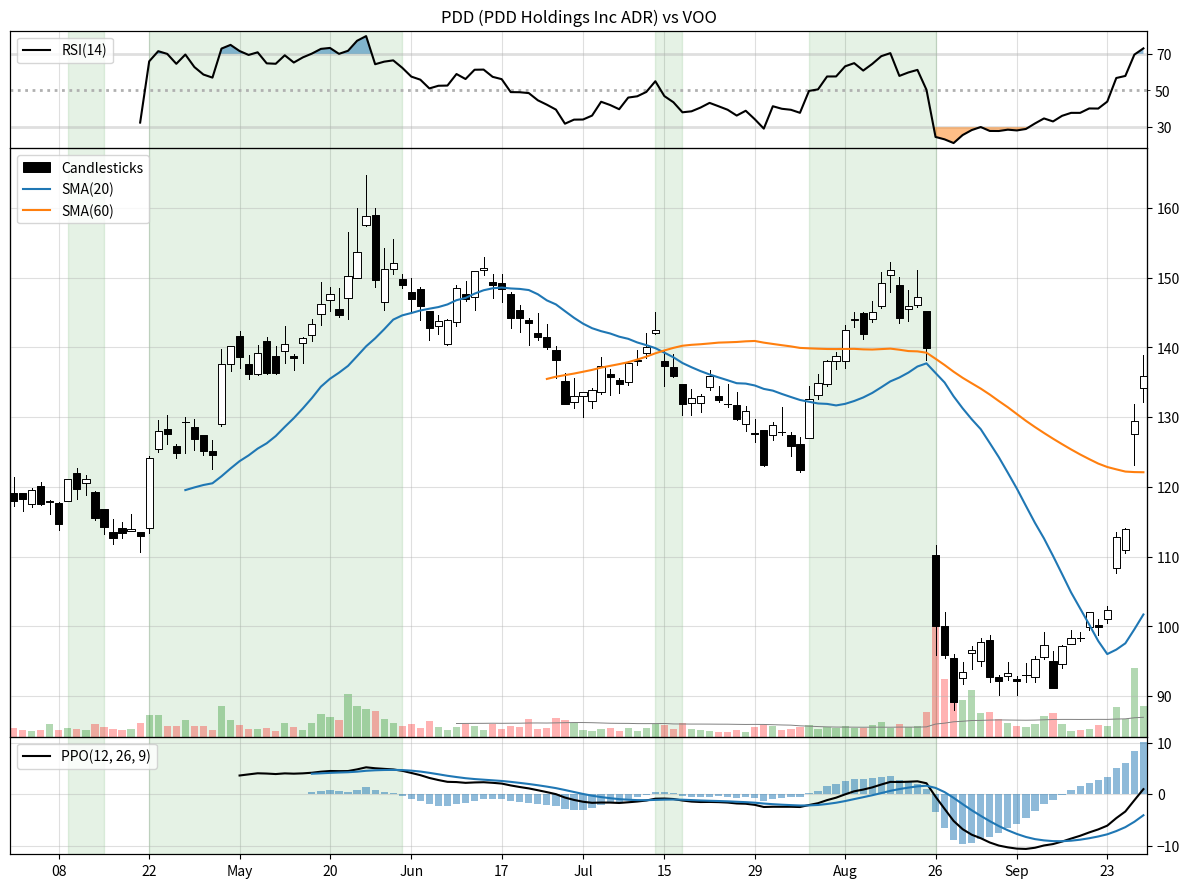 PDD (PDD Holdings Inc ADR) vs VOO
RSI(14)
70
50
30
Candlesticks
SMA(20)
SMA(60)
160
150
140
130
120
110
100
90
PPO(12, 26, 9)
10
0
−10
08 22 May 20 Jun 17 Jul 15 29 Aug 26 Sep 23